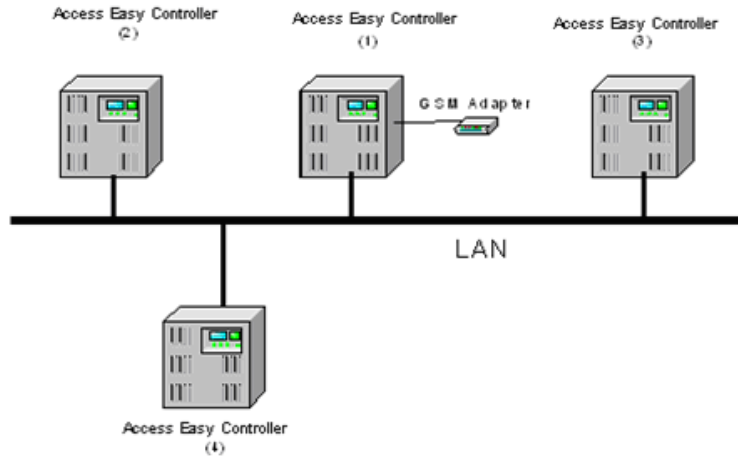 Access Easy Controller
(2)
Access Easy Controller
(1)
Access Easy Controller
(3)
GSM Adapter
LAN
Access Easy Controller
(4)